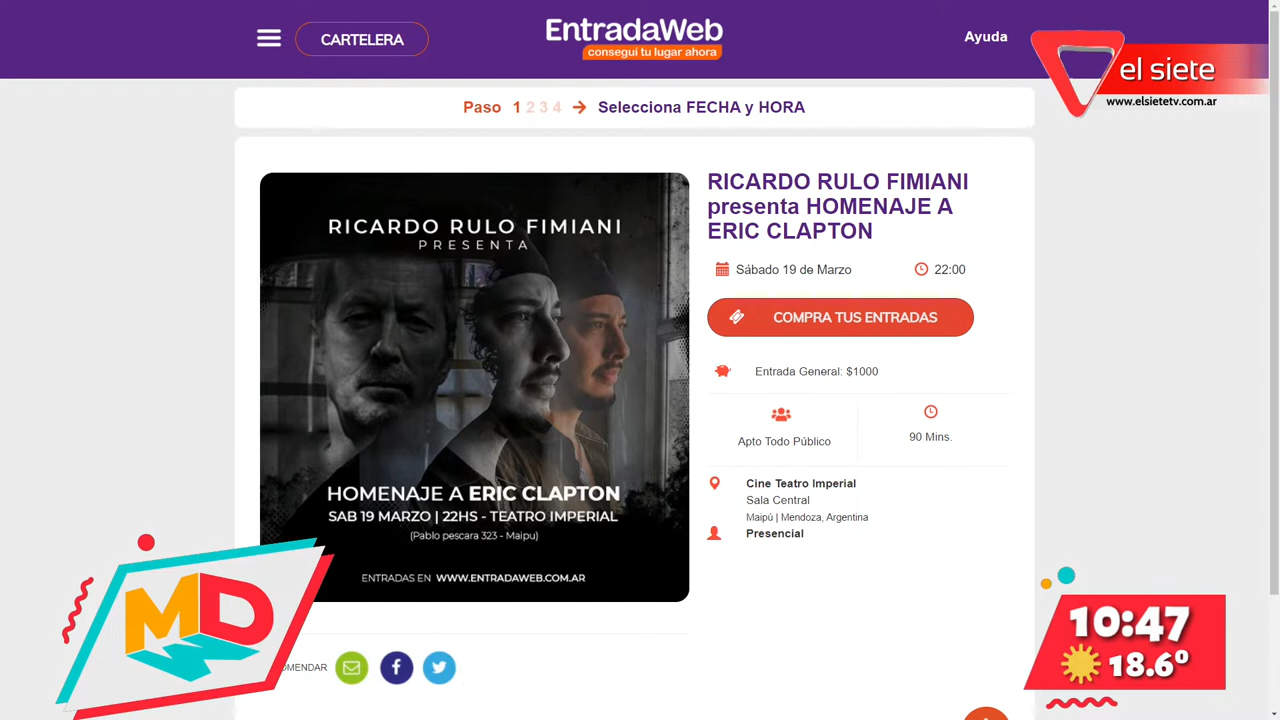 CARTELERA
EntradaWeb
conseguí tu lugar ahora
Ayuda
el siete
www.elsietetv.com.ar
Paso 1 2 3 4 → Selecciona FECHA y HORA
RICARDO RULO FIMIANI
PRESENTA
HOMENAJE A ERIC CLAPTON
SAB 19 MARZO | 22HS - TEATRO IMPERIAL
(Pablo pescara 323 - Maipu)
ENTRADAS EN WWW.ENTRADAWEB.COM.AR
RICARDO RULO FIMIANI
presenta HOMENAJE A
ERIC CLAPTON
Sábado 19 de Marzo
22:00
COMPRA TUS ENTRADAS
Entrada General: $1000
Apto Todo Público
90 Mins.
Cine Teatro Imperial
Sala Central
Maipú | Mendoza, Argentina
Presencial
OMENDAR
MD
10:47
18.6º